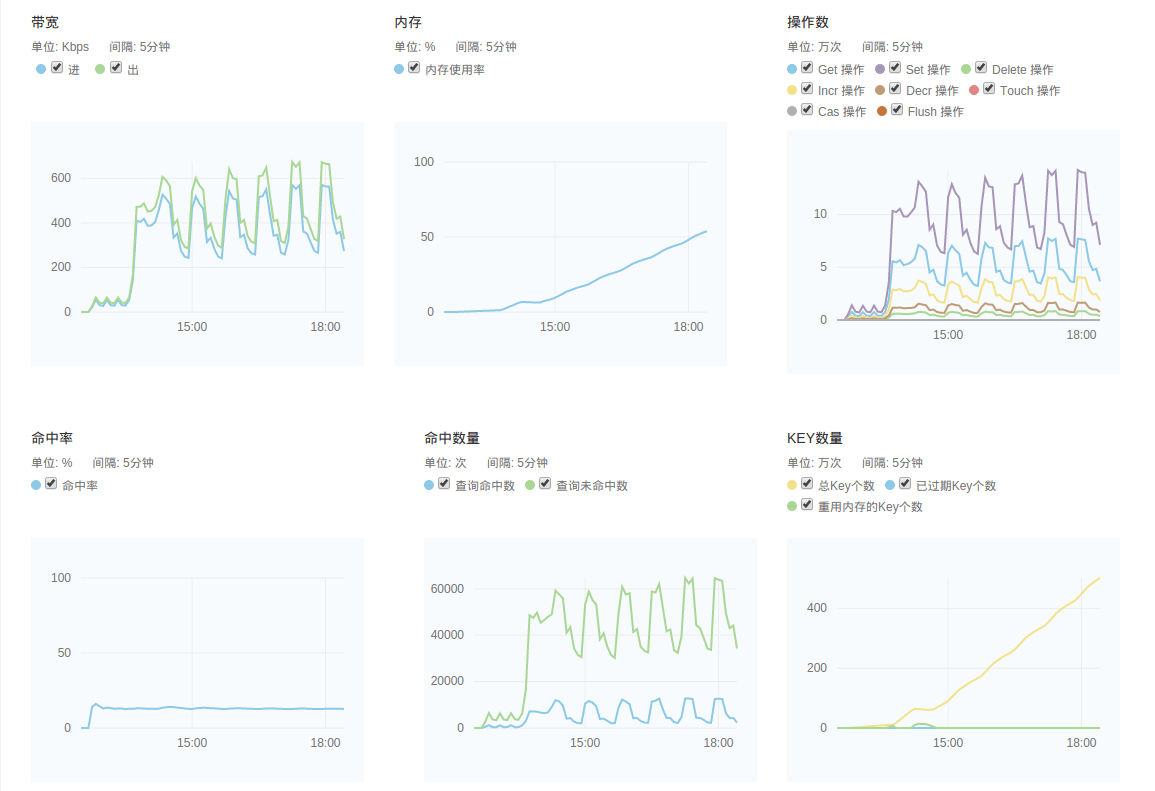 带宽
单位: Kbps 间隔: 5分钟
进 出
600
400
200
0
15:00 18:00
内存
单位: % 间隔: 5分钟
内存使用率
100
50
0
15:00 18:00
操作数
单位: 万次 间隔: 5分钟
Get 操作 Set 操作 Delete 操作
Incr 操作 Decr 操作 Touch 操作
Cas 操作 Flush 操作
10
5
0
15:00 18:00
命中率
单位: % 间隔: 5分钟
命中率
100
50
0
15:00 18:00
命中数量
单位: 次 间隔: 5分钟
查询命中数 查询未命中数
60000
40000
20000
0
15:00 18:00
KEY数量
单位: 万次 间隔: 5分钟
总Key个数 已过期Key个数
重用内存的Key个数
400
200
0
15:00 18:00